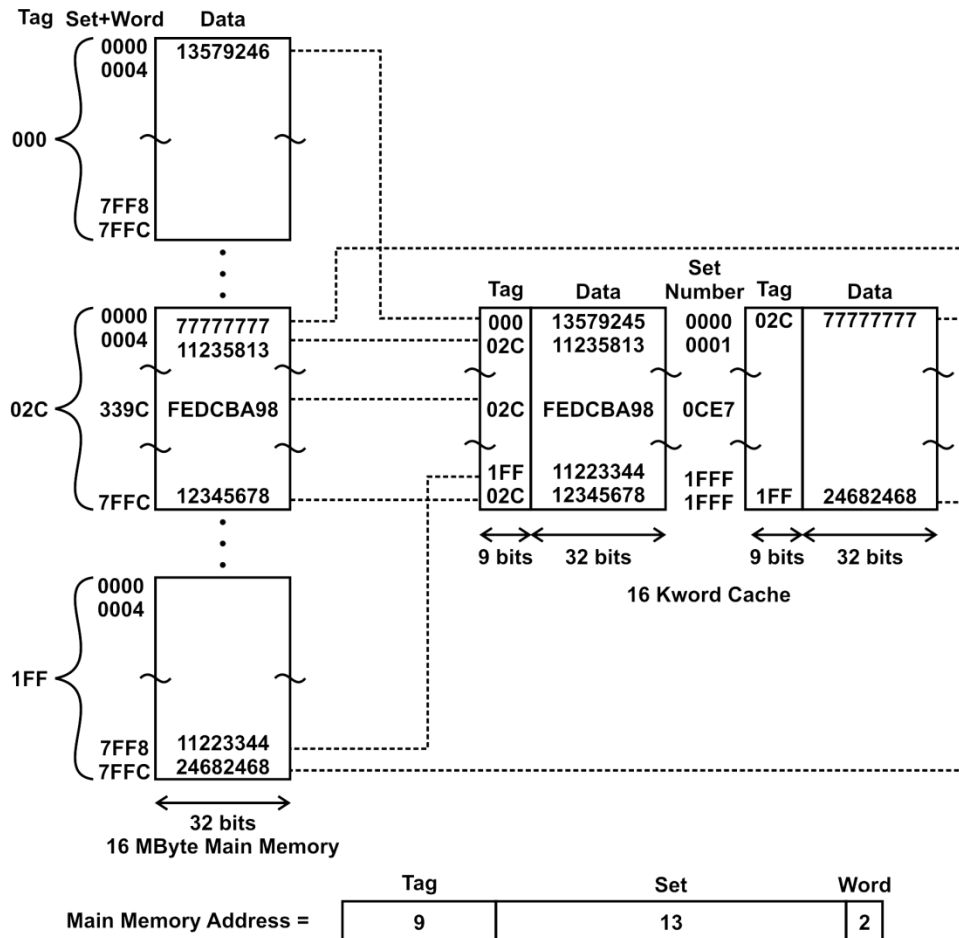 Tag Set+Word Data
0000 13579246
0004
000
7FF8
7FFC
0000 77777777
0004 11235813
02C 339C FEDCBA98
7FFC 12345678
0000
0004
1FF
7FF8 11223344
7FFC 24682468
32 bits
16 MByte Main Memory
Tag Data Set Number Tag Data
000 13579245 0000 02C 77777777
02C 11235813 0001
02C FEDCBA98 0CE7
1FF 11223344 1FFF
02C 12345678 1FFF 1FF 24682468
9 bits 32 bits 9 bits 32 bits
16 Kword Cache
Tag Set Word
Main Memory Address = 9 13 2